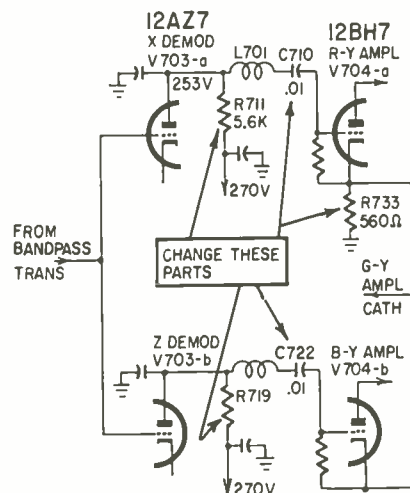 12AZ7
X DEMOD
V703-a
253V
L701
C710
.01
12BH7
R-Y AMPL
V704-a
R711
5.6K
270V
R733
560Ω
FROM
BANDPASS
TRANS
CHANGE THESE
PARTS
G-Y
AMPL
CATH
Z DEMOD
V703-b
C722
.01
B-Y AMPL
V704-b
R719
270V